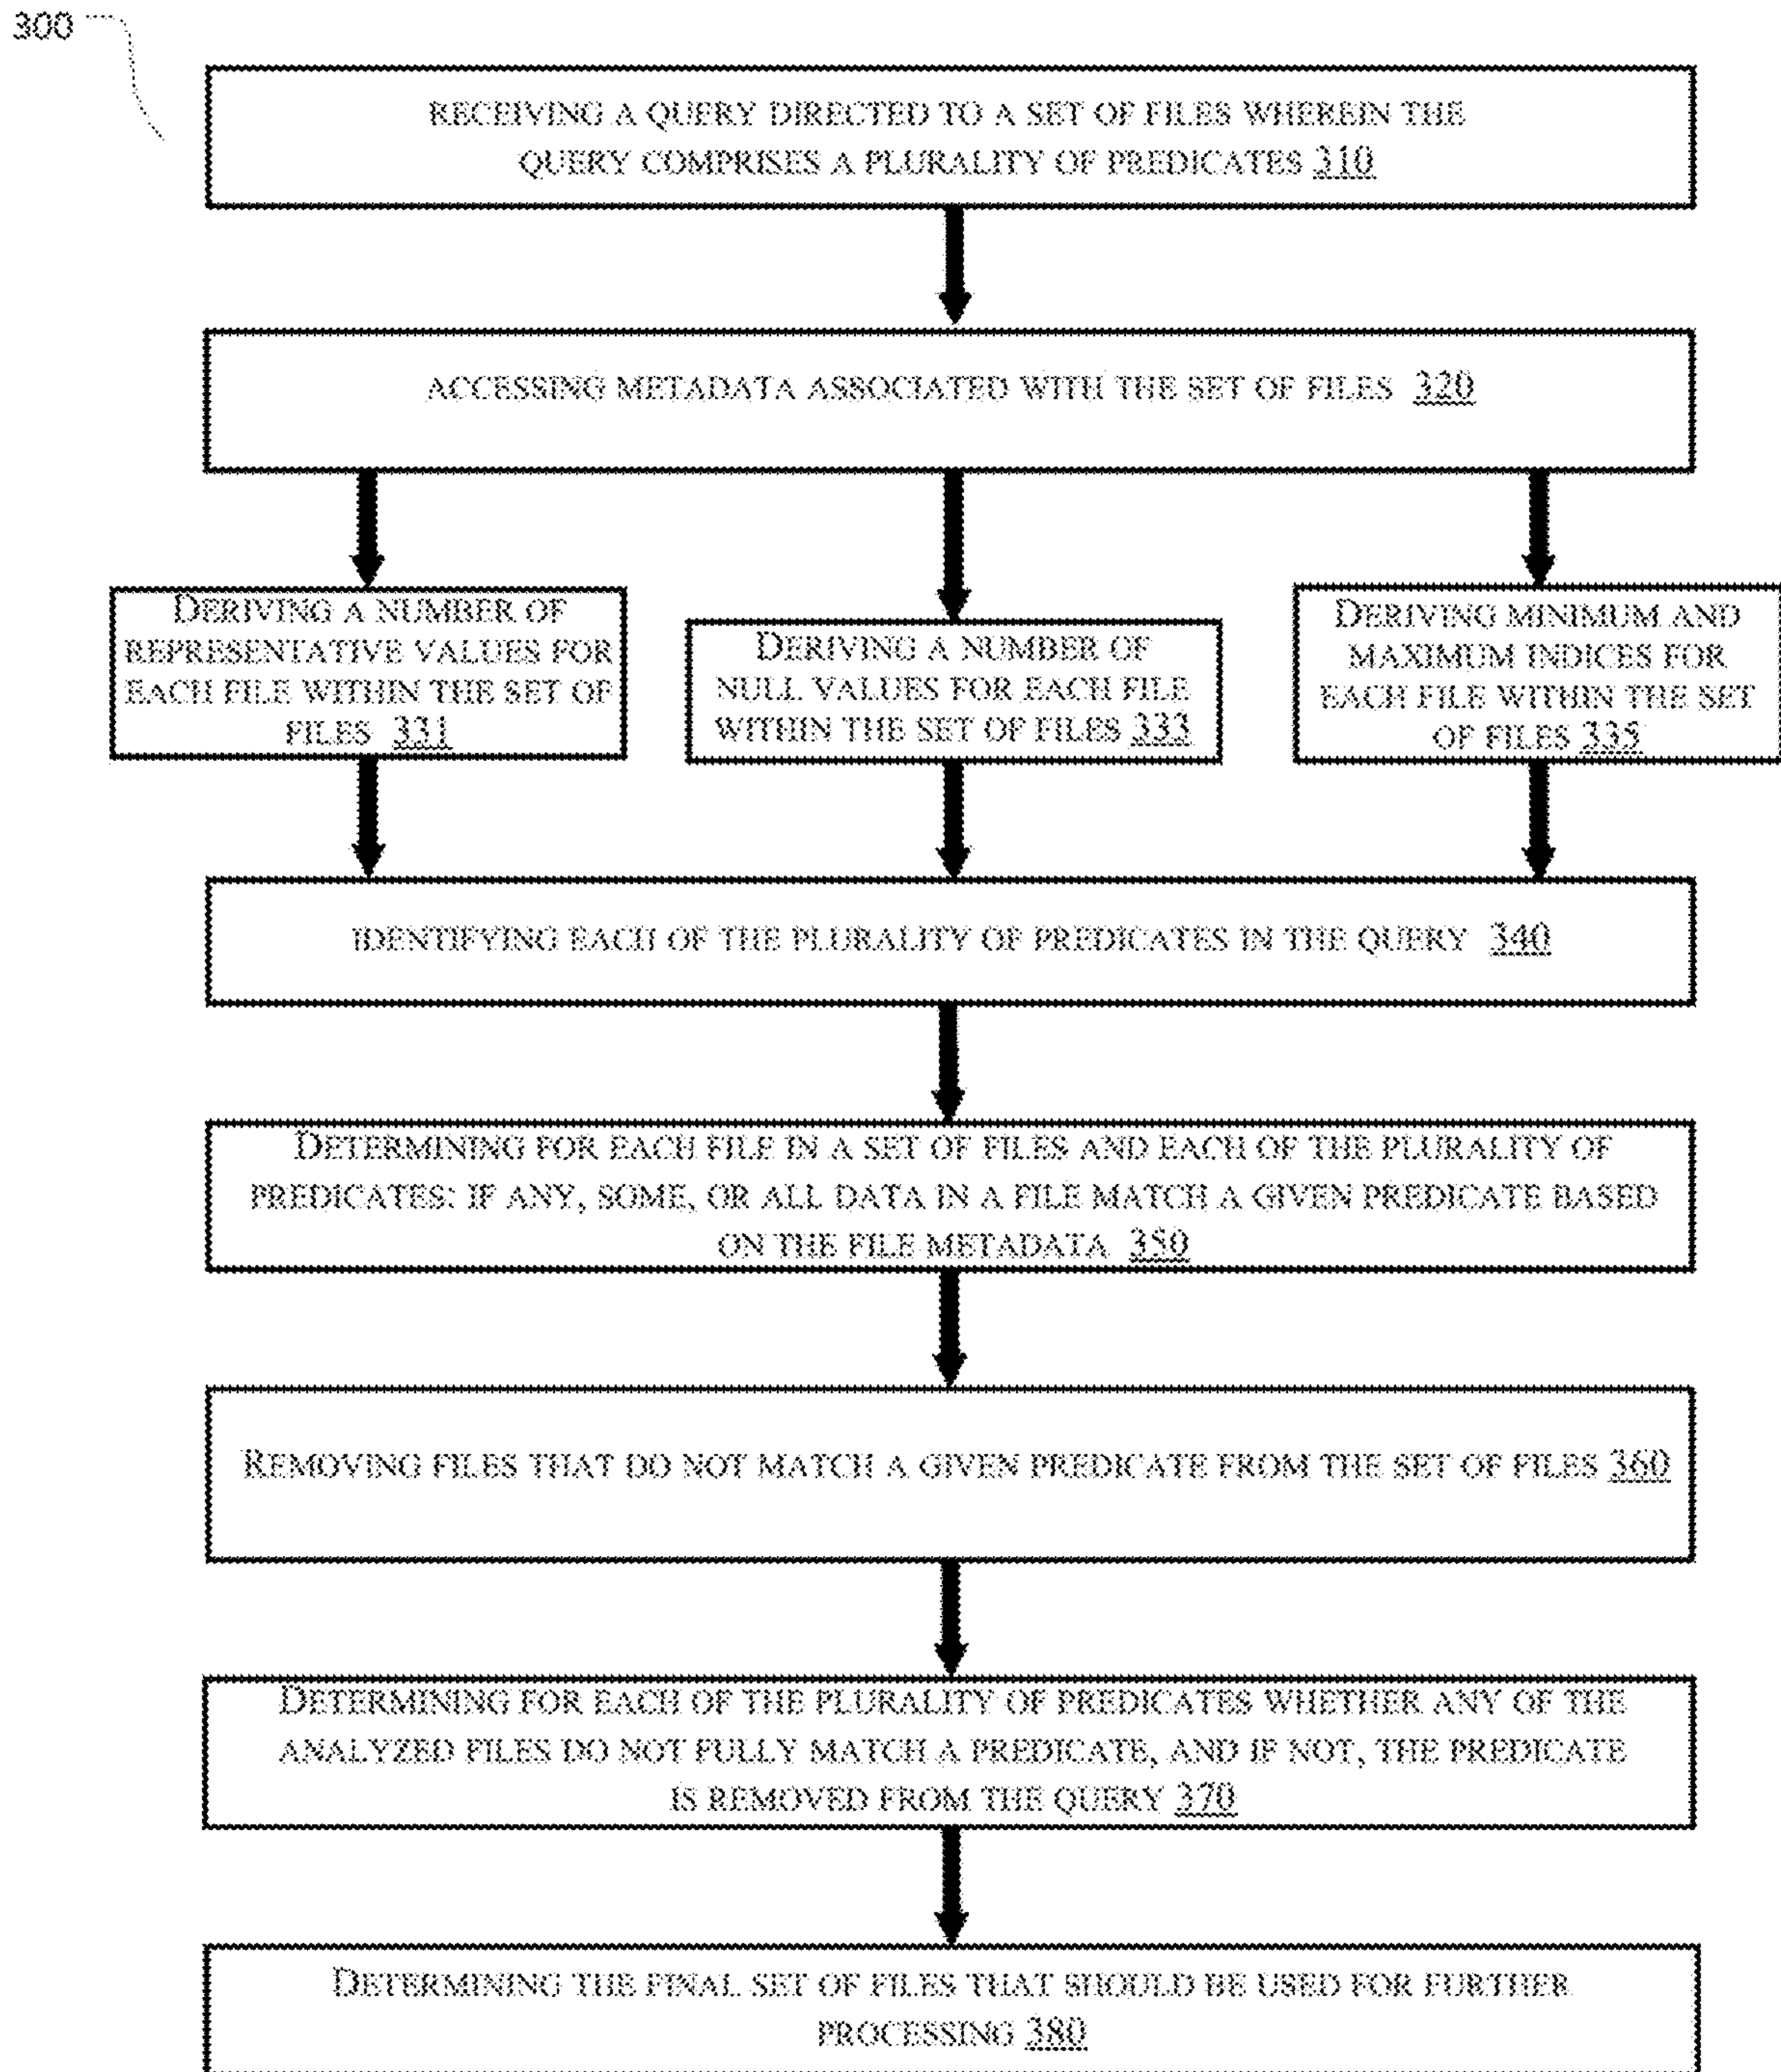 300
RECEIVING A QUERY DIRECTED TO A SET OF FILES WHEREIN THE
QUERY COMPRISES A PLURALITY OF PREDICATES 310
ACCESSING METADATA ASSOCIATED WITH THE SET OF FILES 320
DERIVING A NUMBER OF
REPRESENTATIVE VALUES FOR
EACH FILE WITHIN THE SET OF
FILES 331
DERIVING A NUMBER OF
NULL VALUES FOR EACH FILE
WITHIN THE SET OF FILES 333
DERIVING MINIMUM AND
MAXIMUM INDICES FOR
EACH FILE WITHIN THE SET
OF FILES 335
IDENTIFYING EACH OF THE PLURALITY OF PREDICATES IN THE QUERY 340
DETERMINING FOR EACH FILE IN A SET OF FILES AND EACH OF THE PLURALITY OF
PREDICATES: IF ANY, SOME, OR ALL DATA IN A FILE MATCH A GIVEN PREDICATE BASED
ON THE FILE METADATA 350
REMOVING FILES THAT DO NOT MATCH A GIVEN PREDICATE FROM THE SET OF FILES 360
DETERMINING FOR EACH OF THE PLURALITY OF PREDICATES WHETHER ANY OF THE
ANALYZED FILES DO NOT FULLY MATCH A PREDICATE, AND IF NOT, THE PREDICATE
IS REMOVED FROM THE QUERY 370
DETERMINING THE FINAL SET OF FILES THAT SHOULD BE USED FOR FURTHER
PROCESSING 380